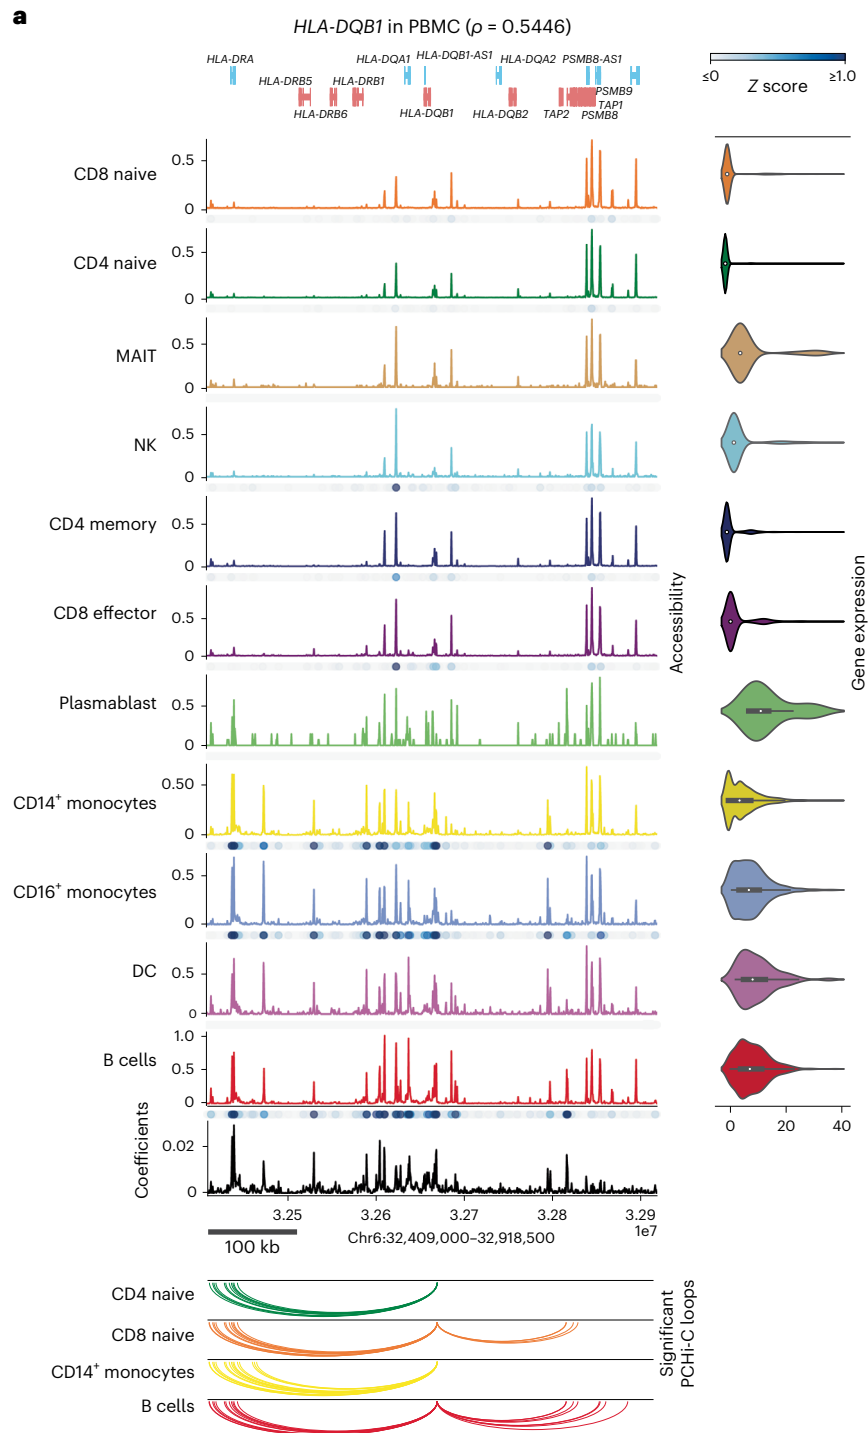 a
HLA-DQB1 in PBMC (ρ = 0.5446)
HLA-DRA
HLA-DQA1
HLA-DQB1-AS1
HLA-DQA2
PSMB8-AS1
HLA-DRB5
HLA-DRB1
PSMB9
TAP1
HLA-DRB6
HLA-DQB1
HLA-DQB2
TAP2
PSMB8
≤0
≥1.0
Z score
CD8 naive
0.5
0
CD4 naive
0.5
0
MAIT
0.5
0
NK
0.5
0
CD4 memory
0.5
0
CD8 effector
0.5
0
Plasmablast
0.5
0
CD14+ monocytes
0.50
0
CD16+ monocytes
0.5
0
DC
0.5
0
B cells
1.0
0.5
0
Accessibility
Gene expression
0 20 40
Coefficients
0.02
0
3.25 3.26 3.27 3.28 3.29
1e7
100 kb
Chr6:32,409,000–32,918,500
CD4 naive
CD8 naive
CD14+ monocytes
B cells
Significant
PCHi-C loops